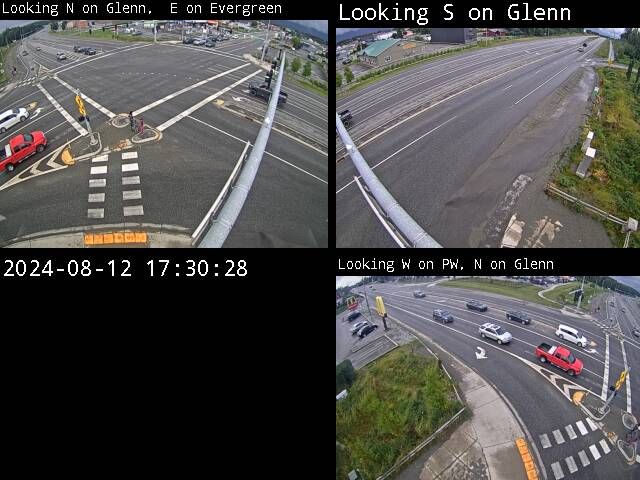 Looking N on Glenn,  E on Evergreen
Looking S on Glenn
2024-08-12 17:30:28
Looking W on PW, N on Glenn